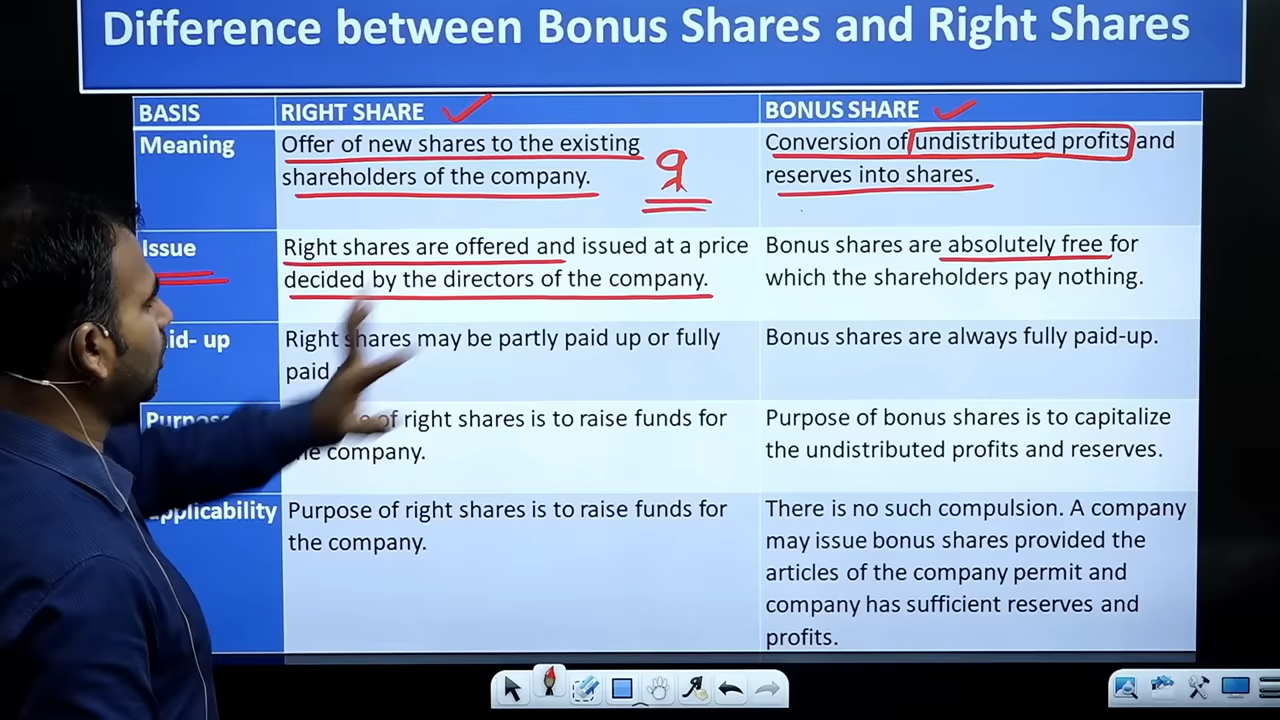 Difference between Bonus Shares and Right Shares
BASIS
RIGHT SHARE
BONUS SHARE
Meaning
Offer of new shares to the existing
shareholders of the company.
Conversion of undistributed profits and
reserves into shares.
Issue
Right shares are offered and issued at a price
decided by the directors of the company.
Bonus shares are absolutely free for
which the shareholders pay nothing.
up
Right shares may be partly paid up or fully
paid
Bonus shares are always fully paid-up.
of right shares is to raise funds for
company.
Purpose of bonus shares is to capitalize
the undistributed profits and reserves.
Purpose of right shares is to raise funds for
the company.
There is no such compulsion. A company
may issue bonus shares provided the
articles of the company permit and
company has sufficient reserves and
profits.